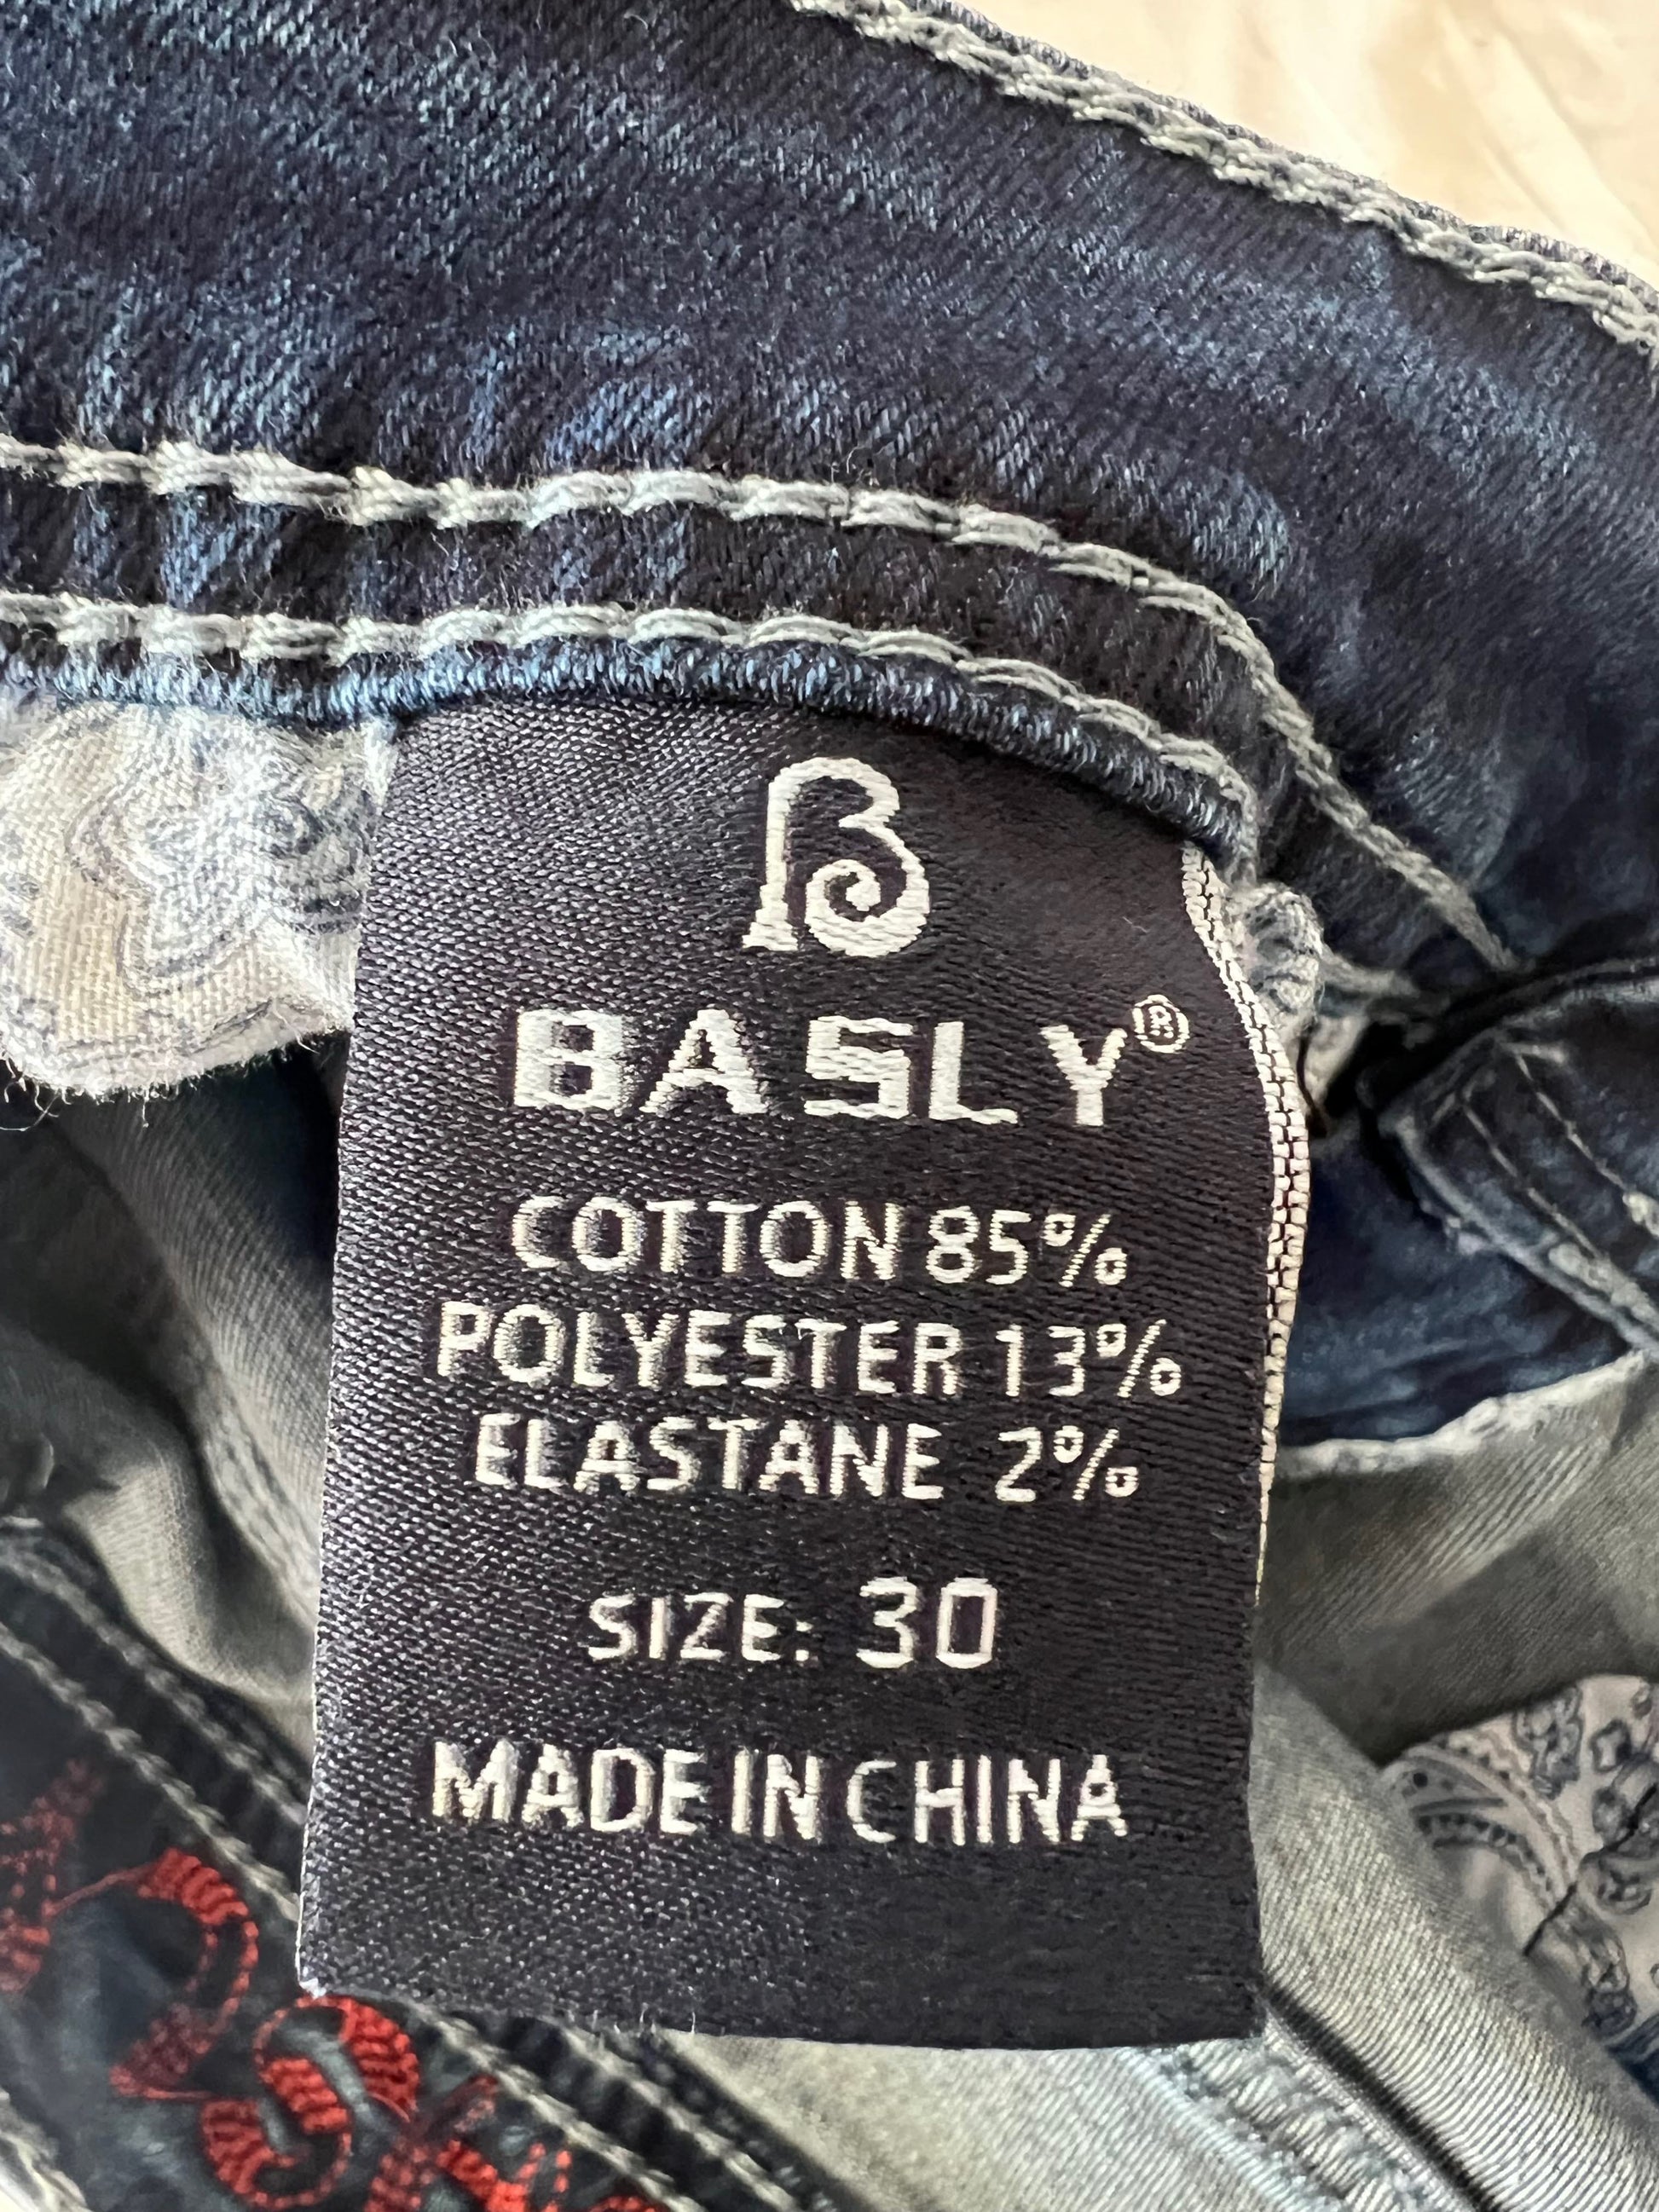 B
BASLY®
COTTON 85%
POLYESTER 13%
ELASTANE 2%
SIZE: 30
MADE IN CHINA